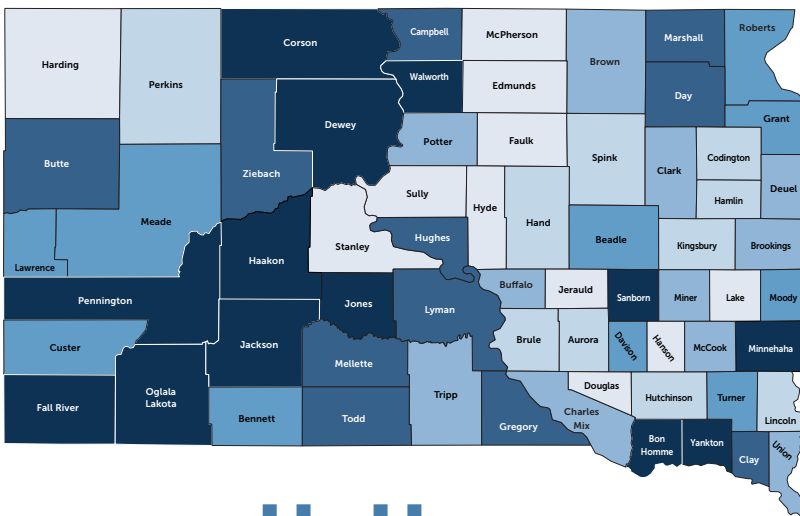 Harding
Perkins
Corson
Campbell
McPherson
Brown
Marshall
Roberts
Walworth
Edmunds
Day
Dewey
Grant
Butte
Ziebach
Potter
Faulk
Spink
Clark
Codington
Deuel
Hamlin
Meade
Sully
Hyde
Hand
Stanley
Hughes
Beadle
Kingsbury
Brookings
Lawrence
Haakon
Pennington
Jones
Lyman
Buffalo
Jerauld
Sanborn
Miner
Lake
Moody
Custer
Jackson
Brule
Aurora
Davison
Hanson
McCook
Minnehaha
Mellette
Fall River
Oglala
Lakota
Bennett
Todd
Tripp
Gregory
Charles
Mix
Douglas
Hutchinson
Turner
Lincoln
Bon
Homme
Yankton
Clay
Union